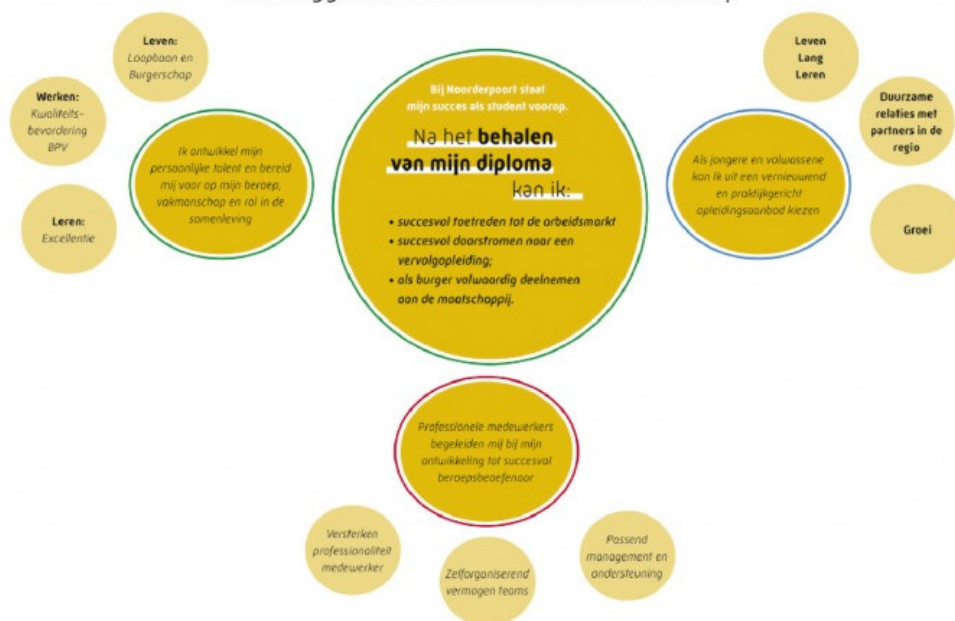 Leven:
Loopbaan en
Burgerschap
Werken:
Kwaliteits-
bevordering
BPV
Leren:
Excellentie
Ik ontwikkel mijn
persoonlijke talent en bereid
mij voor op mijn beroep,
vakmanschap en rol in de
samenleving
Bij Noorderpoort staat
mijn succes als student voorop.
Na het behalen
van mijn diploma
kan ik:
• succesvol toetreden tot de arbeidsmarkt
• succesvol doorstromen naar een
vervolgopleiding;
• als burger volwaardig deelnemen
aan de maatschappij.
Als jongere en volwassene
kan ik uit een vernieuwend
en praktijkgericht
opleidingsaanbod kiezen
Leven
Lang
Leren
Duurzame
relaties met
partners in de
regio
Groei
Professionele medewerkers
begeleiden mij bij mijn
ontwikkeling tot succesvol
beroepsbeoefenaar
Versterken
professionaliteit
medewerker
Zelforganiserend
vermogen teams
Passend
management en
ondersteuning